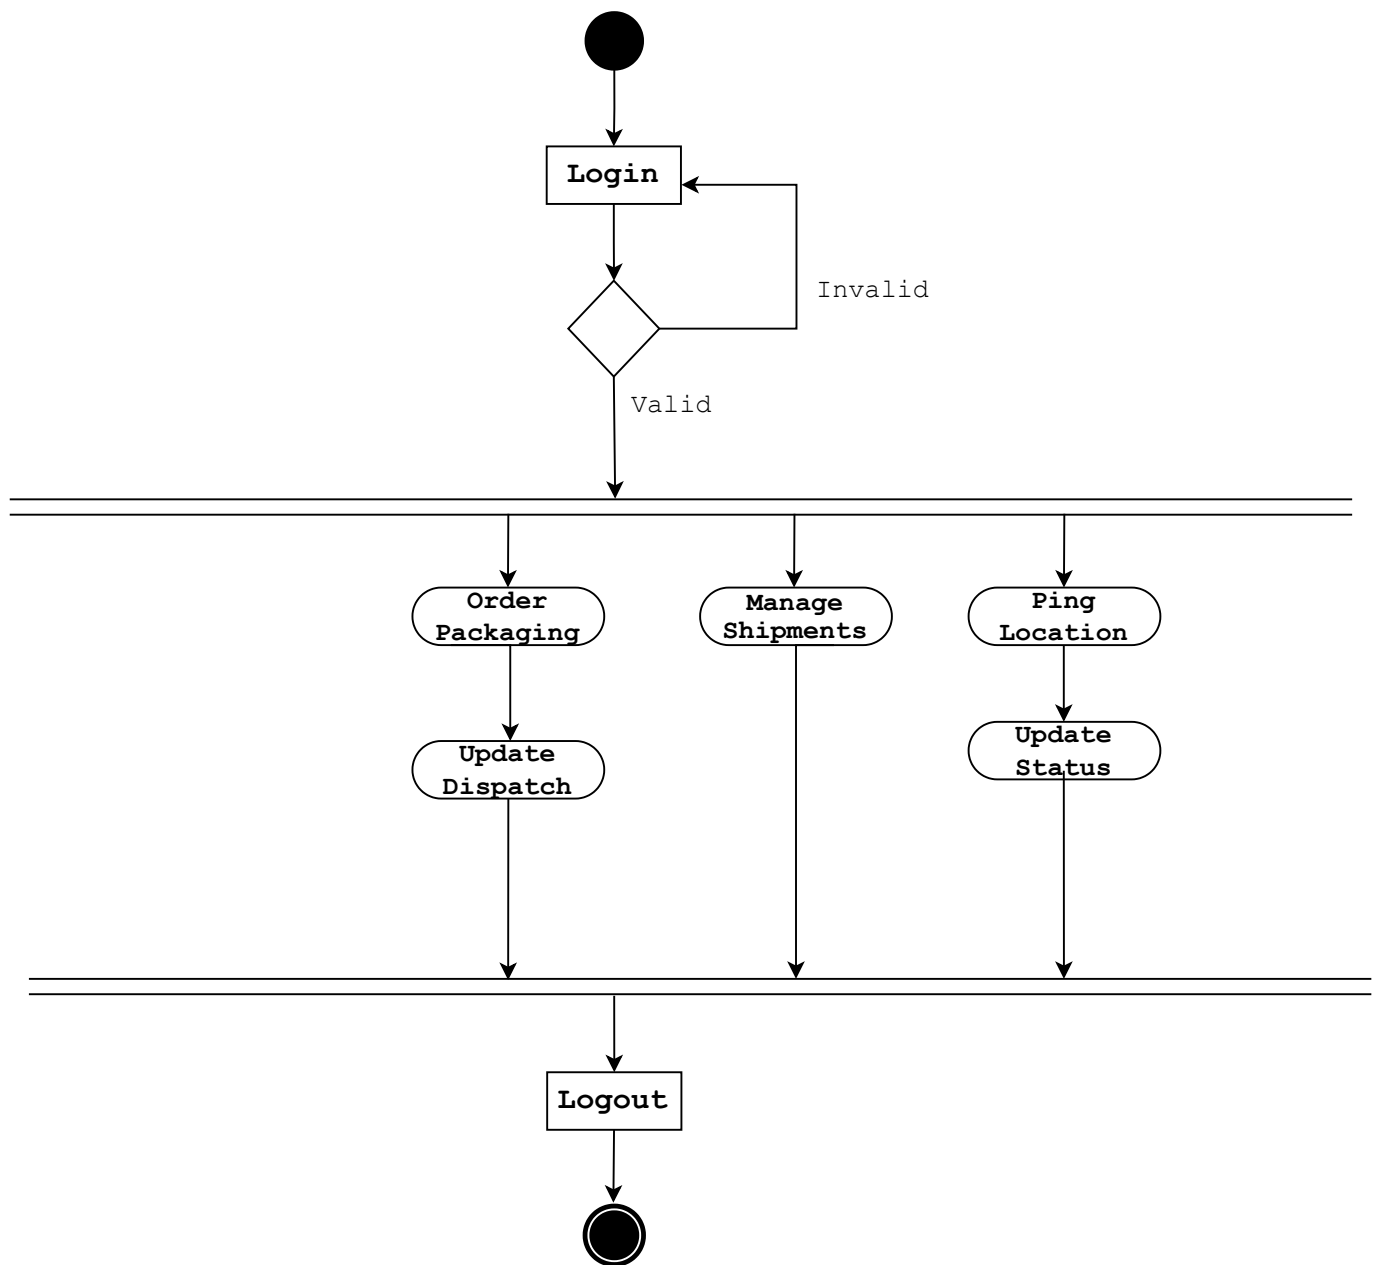 Login
Invalid
Valid
Order
Packaging
Manage
Shipments
Ping
Location
Update
Dispatch
Update
Status
Logout